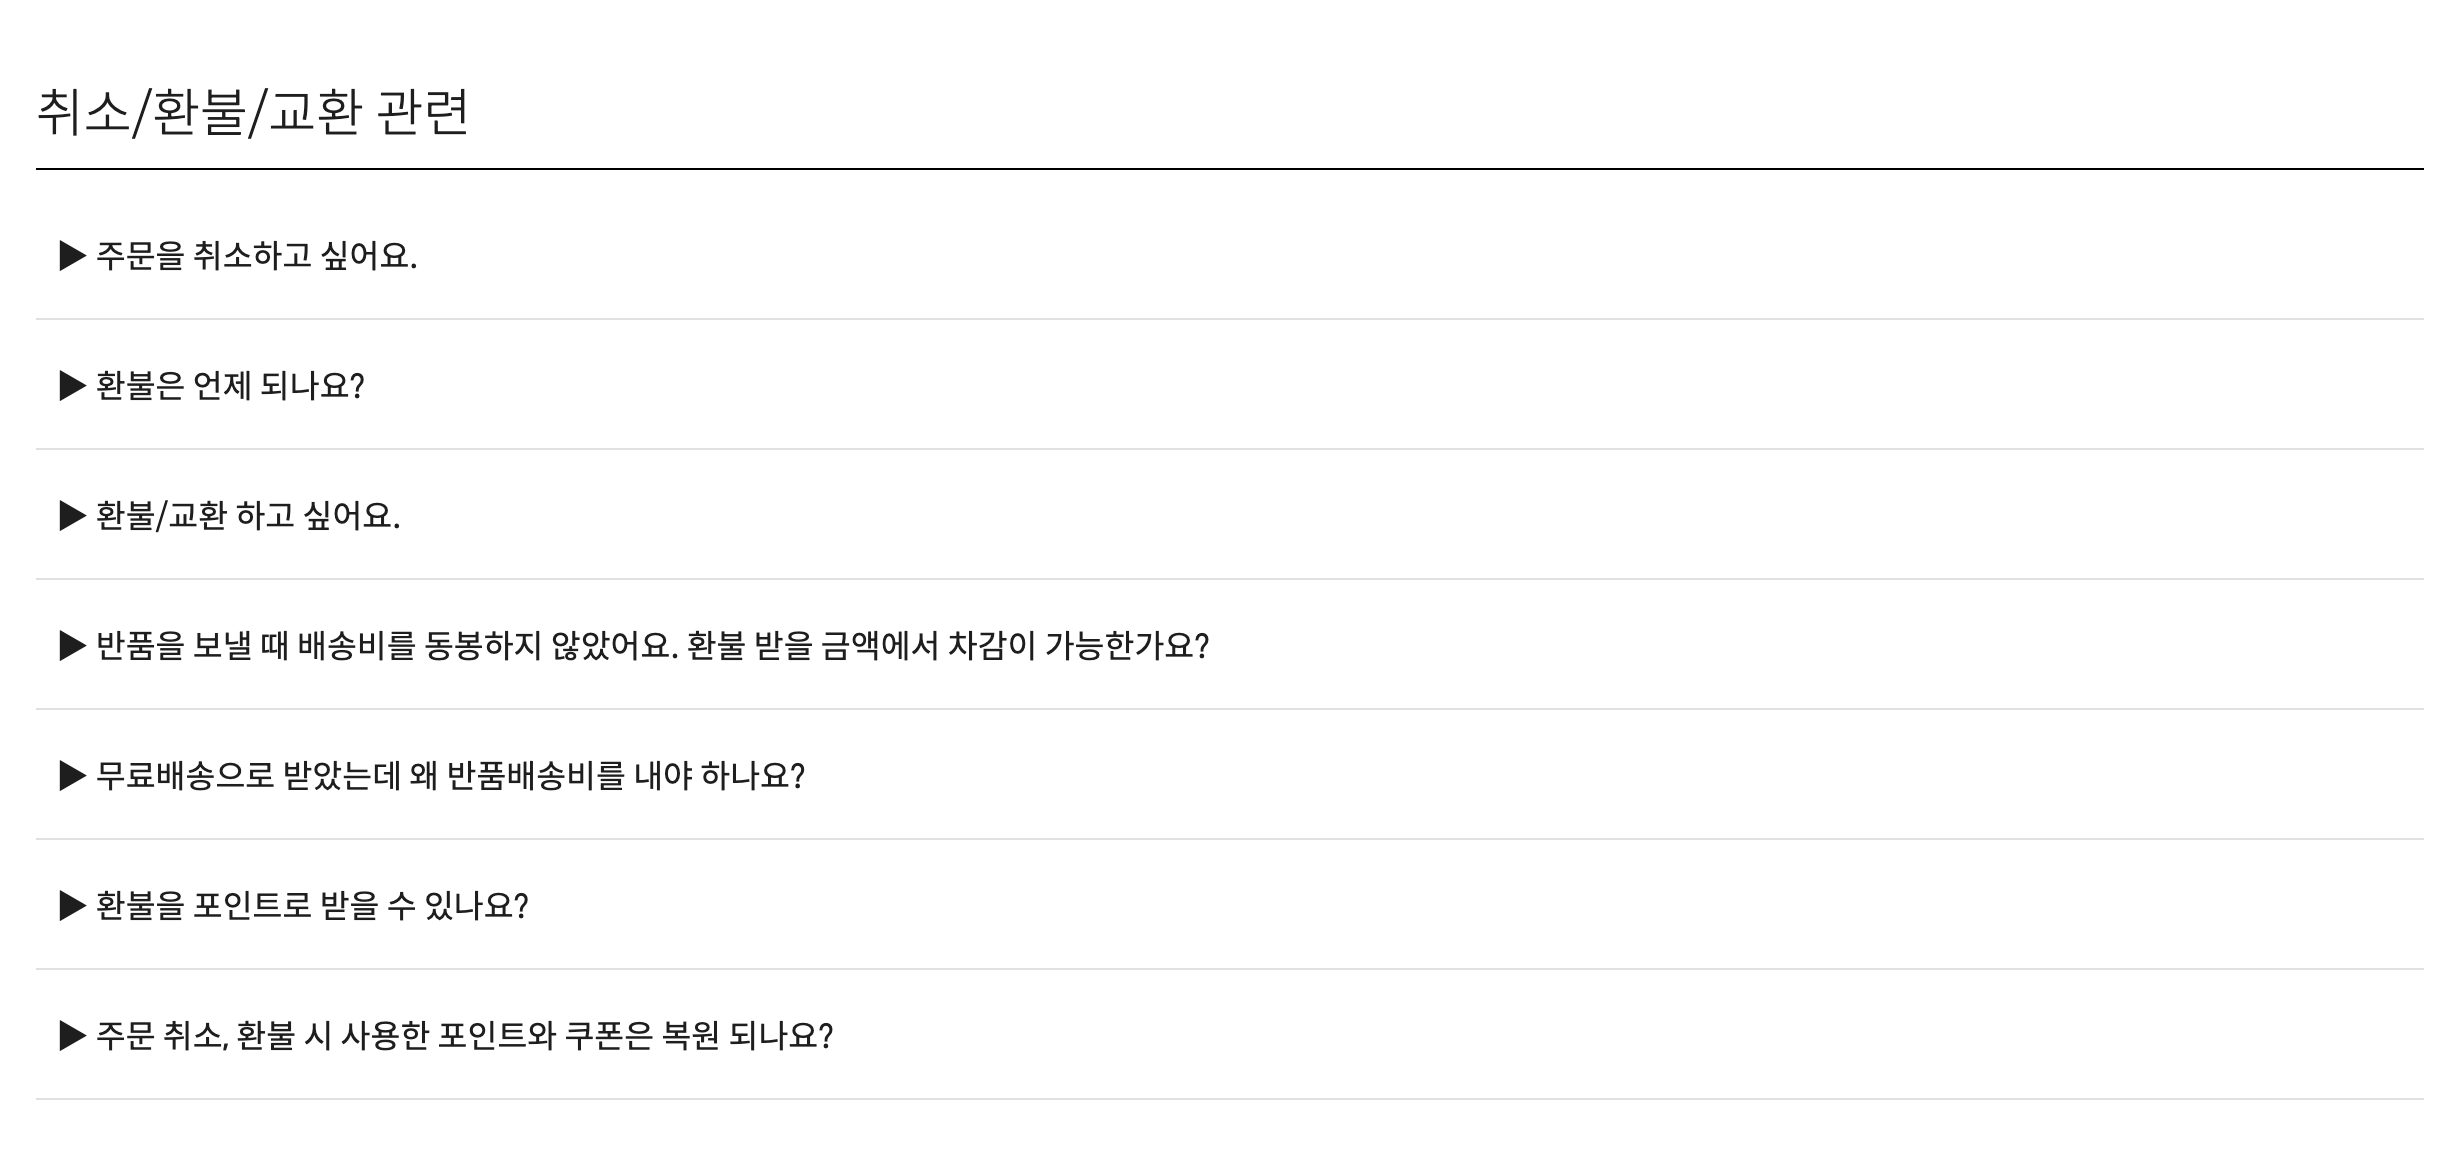 취소/환불/교환 관련
▶ 주문을 취소하고 싶어요.
▶ 환불은 언제 되나요?
▶ 환불/교환 하고 싶어요.
▶ 반품을 보낼 때 배송비를 동봉하지 않았어요. 환불 받을 금액에서 차감이 가능한가요?
▶ 무료배송으로 받았는데 왜 반품배송비를 내야 하나요?
▶ 환불을 포인트로 받을 수 있나요?
▶ 주문 취소, 환불 시 사용한 포인트와 쿠폰은 복원 되나요?